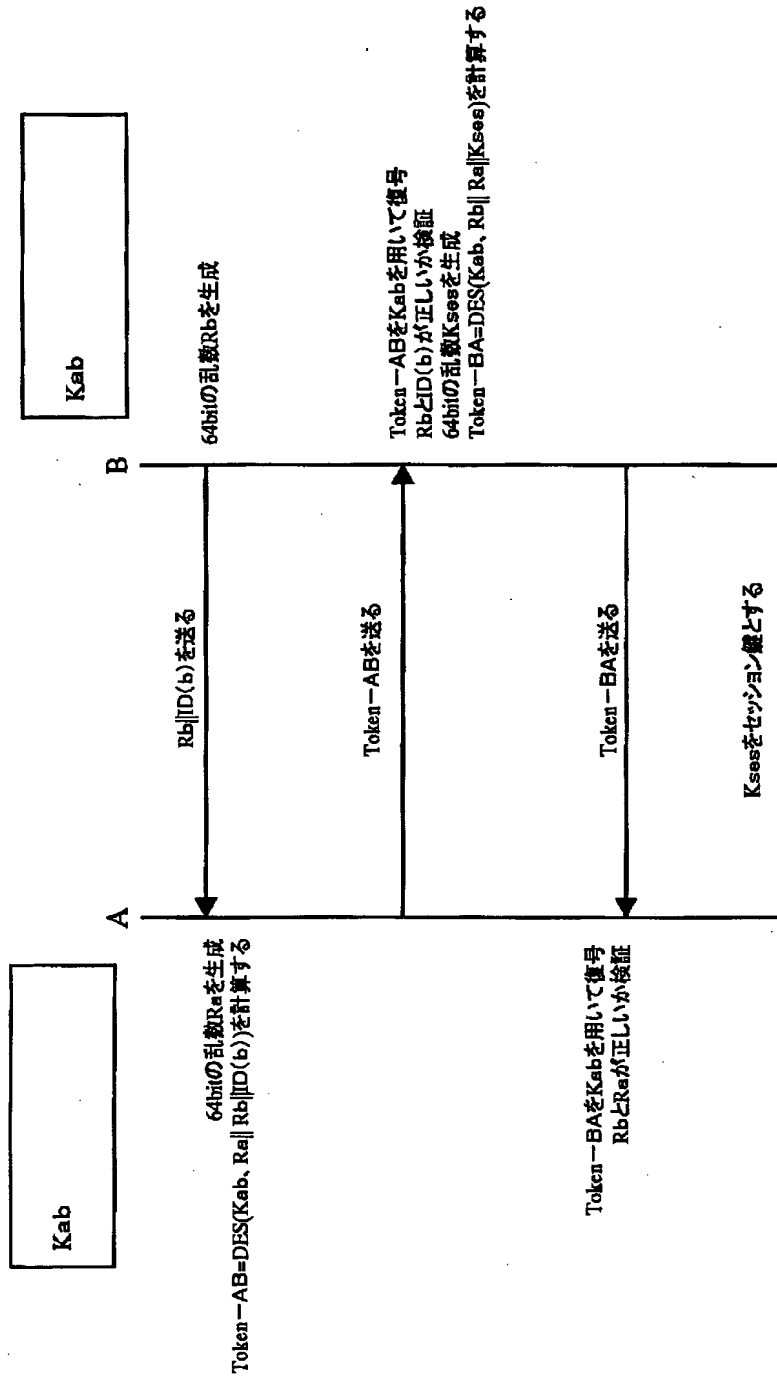 Kab
Kab
A
B
64bitの乱数Rbを生成
Rb||ID(b)を送る
64bitの乱数Raを生成
Token－AB=DES(Kab、Ra|| Rb||ID(b))を計算する
Token－ABを送る
Token－ABをKabを用いて復号
RbとID(b)が正しいか検証
64bitの乱数Ksesを生成
Token－BA=DES(Kab、Rb|| Ra||Kses)を計算する
Token－BAを送る
Token－BAをKabを用いて復号
RbとRaが正しいか検証
Ksesをセッション鍵とする